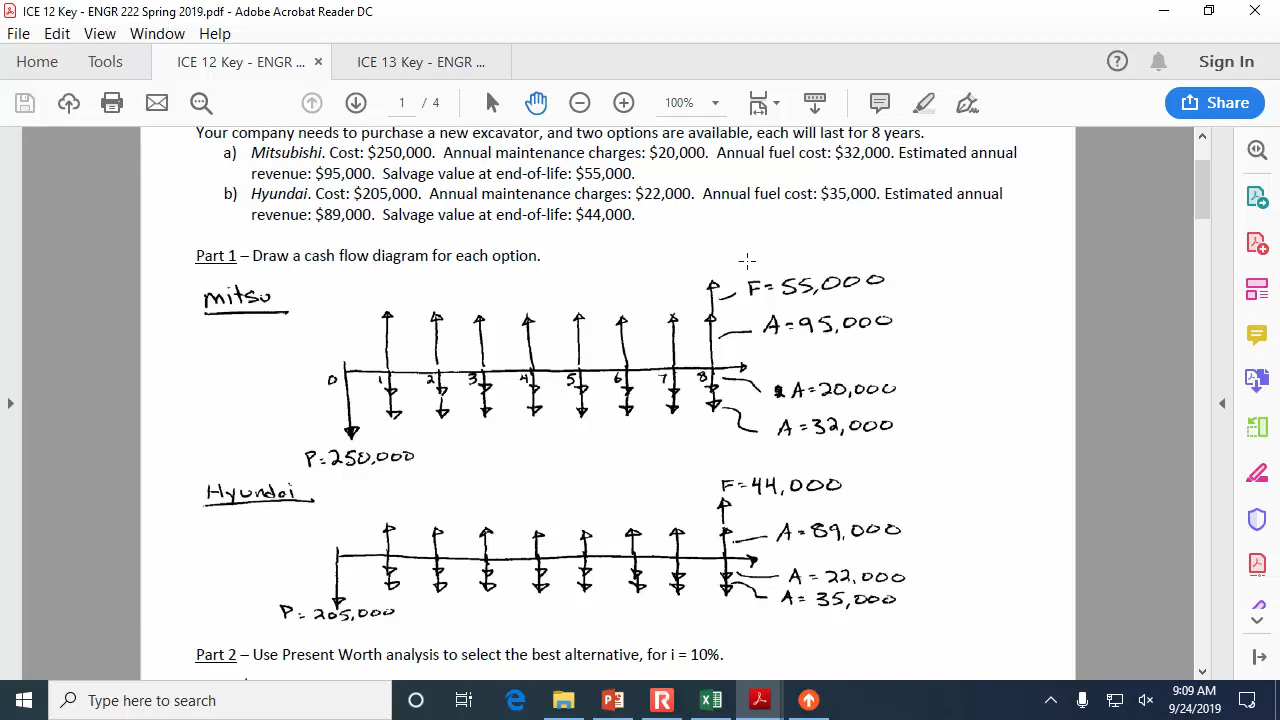 ICE 12 Key - ENGR 222 Spring 2019.pdf - Adobe Acrobat Reader DC
File Edit View Window Help
Home Tools ICE 12 Key - ENGR ... × ICE 13 Key - ENGR ... Sign In
1 / 4 100% Share
Your company needs to purchase a new excavator, and two options are available, each will last for 8 years.
a) Mitsubishi. Cost: $250,000. Annual maintenance charges: $20,000. Annual fuel cost: $32,000. Estimated annual
revenue: $95,000. Salvage value at end-of-life: $55,000.
b) Hyundai. Cost: $205,000. Annual maintenance charges: $22,000. Annual fuel cost: $35,000. Estimated annual
revenue: $89,000. Salvage value at end-of-life: $44,000.
Part 1 – Draw a cash flow diagram for each option.
mitsu
F = 55,000
A = 95,000
0 1 2 3 4 5 6 7 8
A = 20,000
A = 32,000
P = 250,000
Hyundai
F = 44,000
A = 89,000
A = 22,000
A = 35,000
P = 205,000
Part 2 – Use Present Worth analysis to select the best alternative, for i = 10%.
Type here to search
9:09 AM
9/24/2019